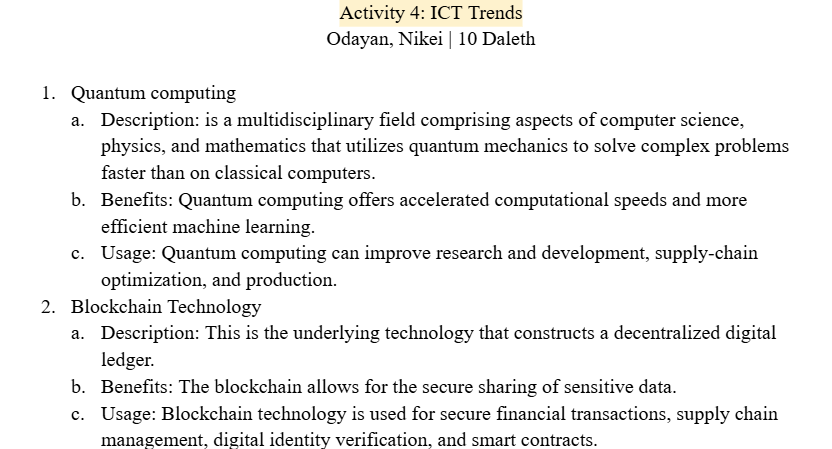 Activity 4: ICT Trends
Odayan, Nikei | 10 Daleth
1. Quantum computing
a. Description: is a multidisciplinary field comprising aspects of computer science,
physics, and mathematics that utilizes quantum mechanics to solve complex problems
faster than on classical computers.
b. Benefits: Quantum computing offers accelerated computational speeds and more
efficient machine learning.
c. Usage: Quantum computing can improve research and development, supply-chain
optimization, and production.
2. Blockchain Technology
a. Description: This is the underlying technology that constructs a decentralized digital
ledger.
b. Benefits: The blockchain allows for the secure sharing of sensitive data.
c. Usage: Blockchain technology is used for secure financial transactions, supply chain
management, digital identity verification, and smart contracts.